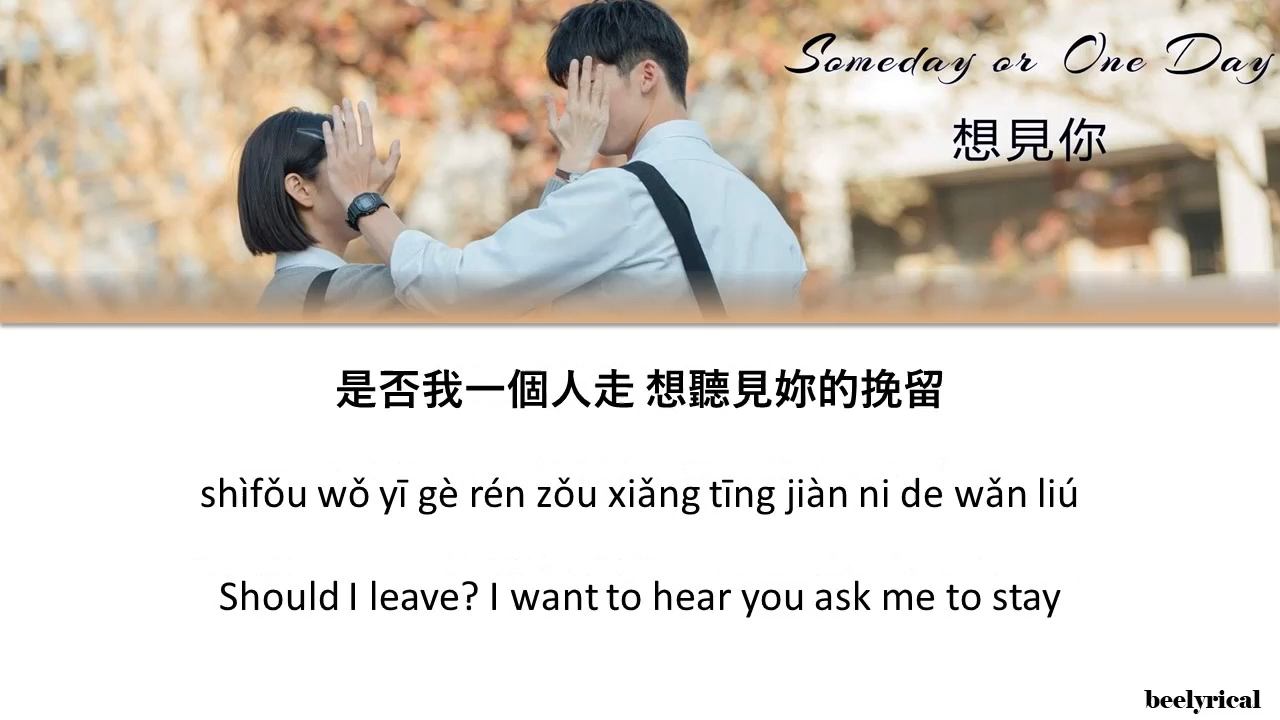 Someday or One Day
想見你
是否我一個人走 想聽見妳的挽留
shìfǒu wǒ yī gè rén zǒu xiǎng tīng jiàn ni de wǎn liú
Should I leave? I want to hear you ask me to stay
beelyrical